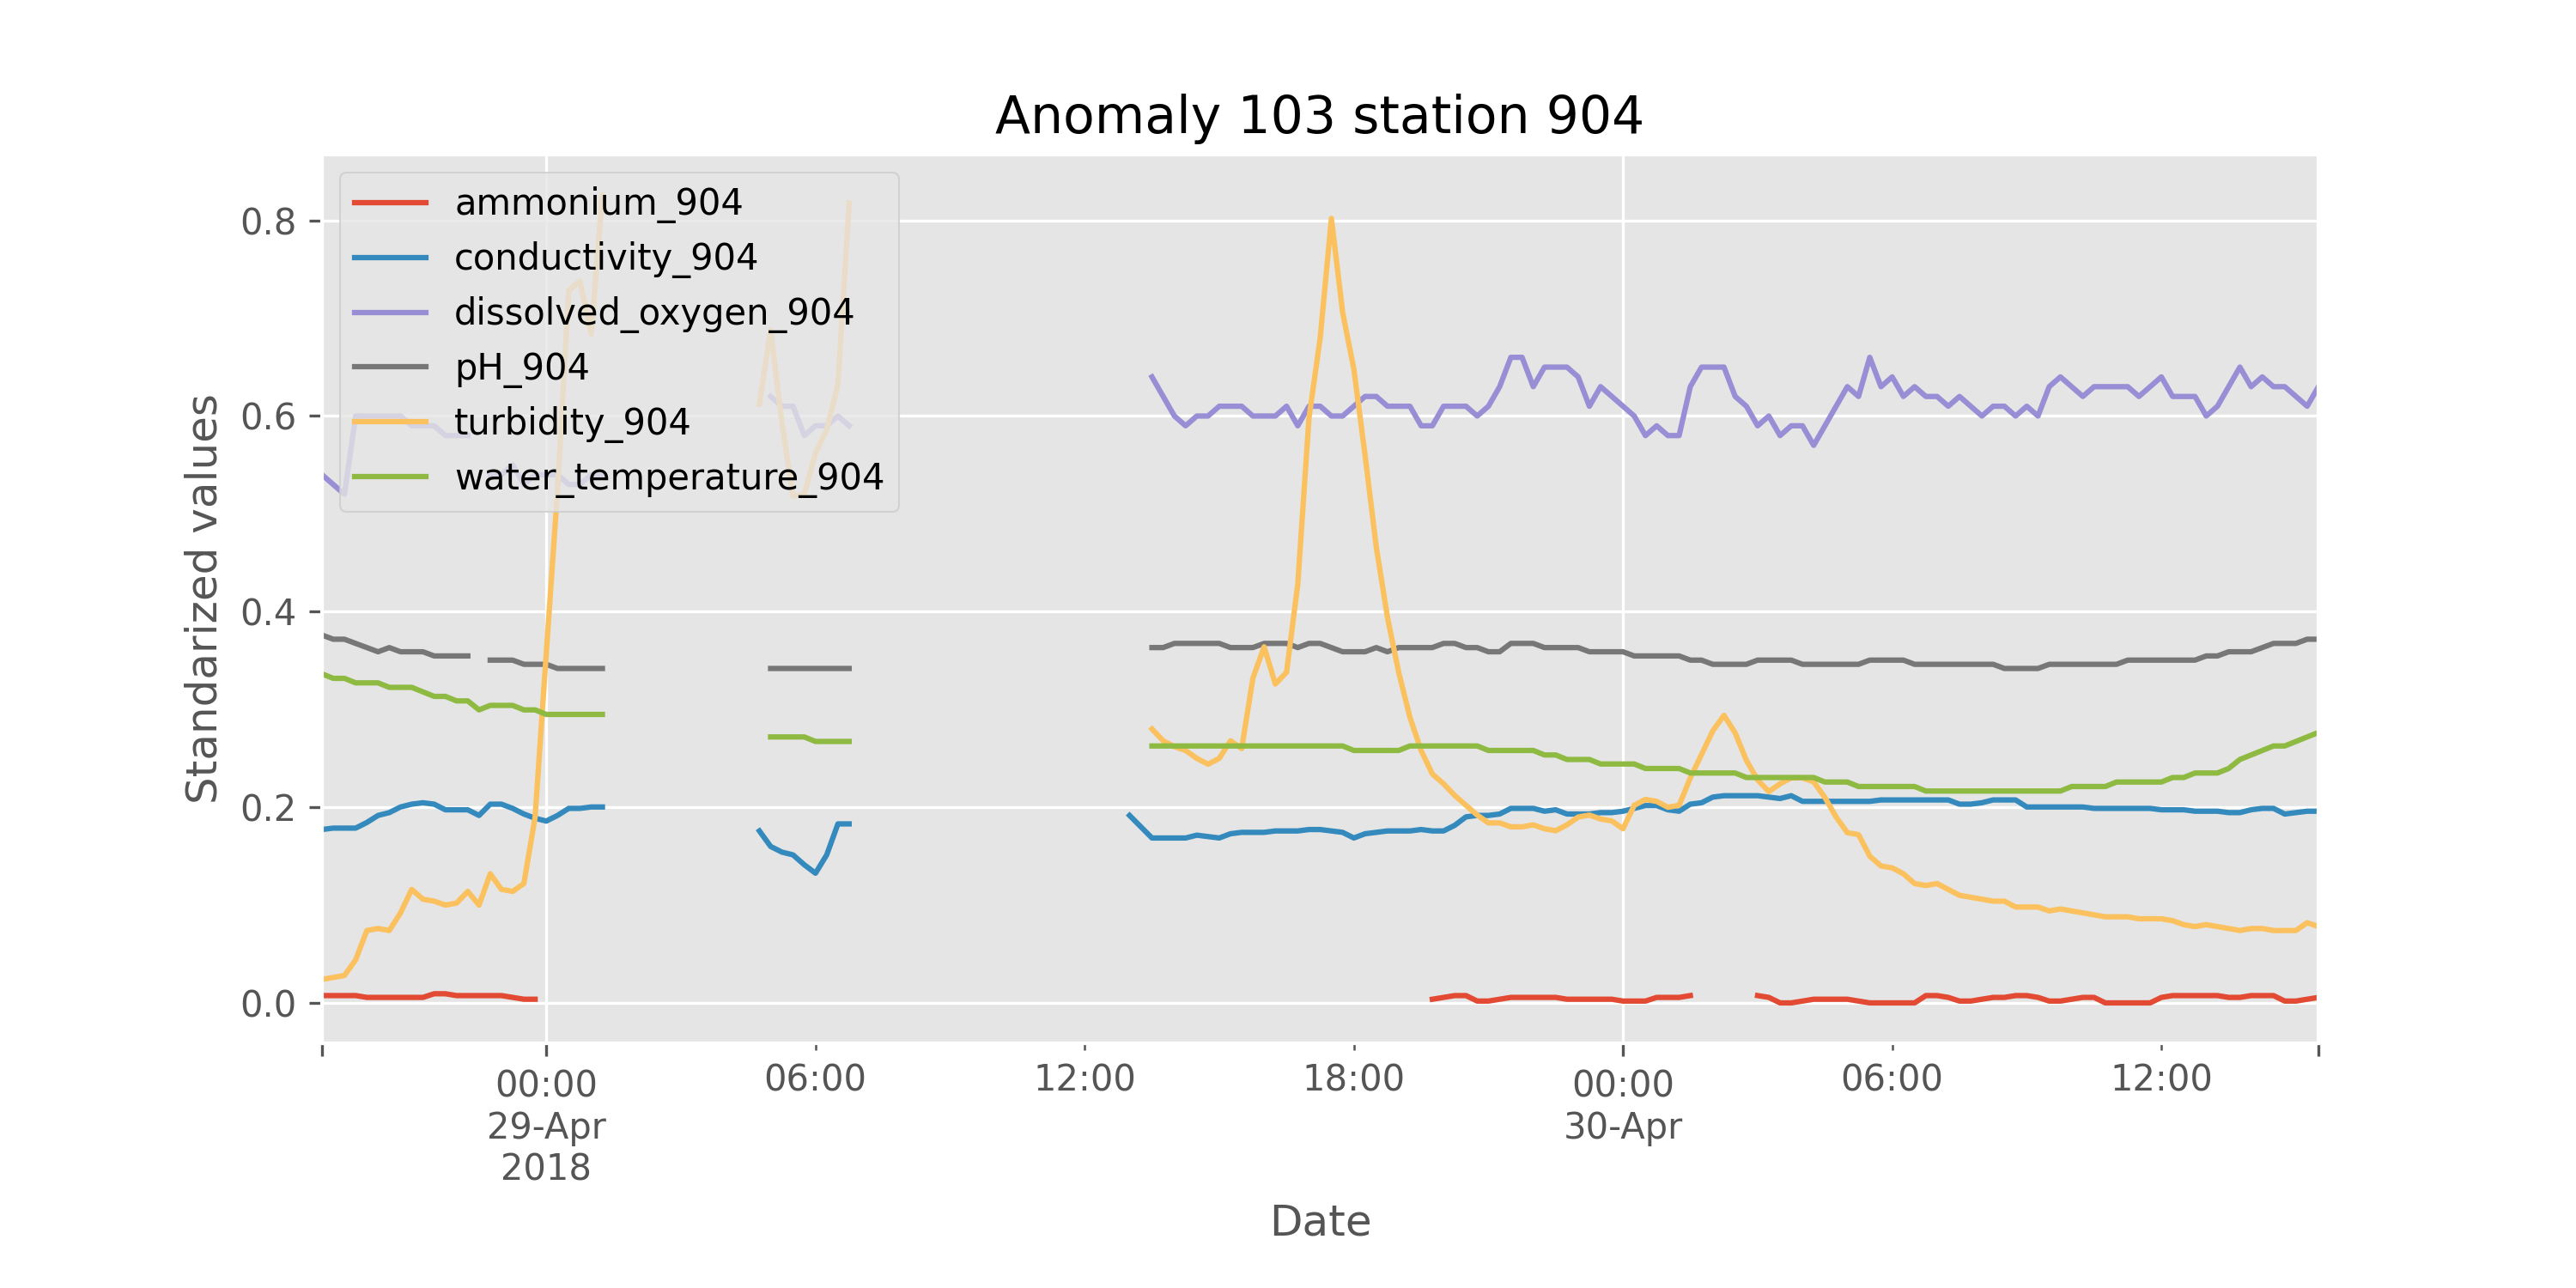 Anomaly 103 station 904
ammonium_904
conductivity_904
dissolved_oxygen_904
pH_904
turbidity_904
water_temperature_904
Standarized values
0.8
0.6
0.4
0.2
0.0
00:00
29-Apr
2018
06:00
12:00
18:00
00:00
30-Apr
06:00
12:00
Date